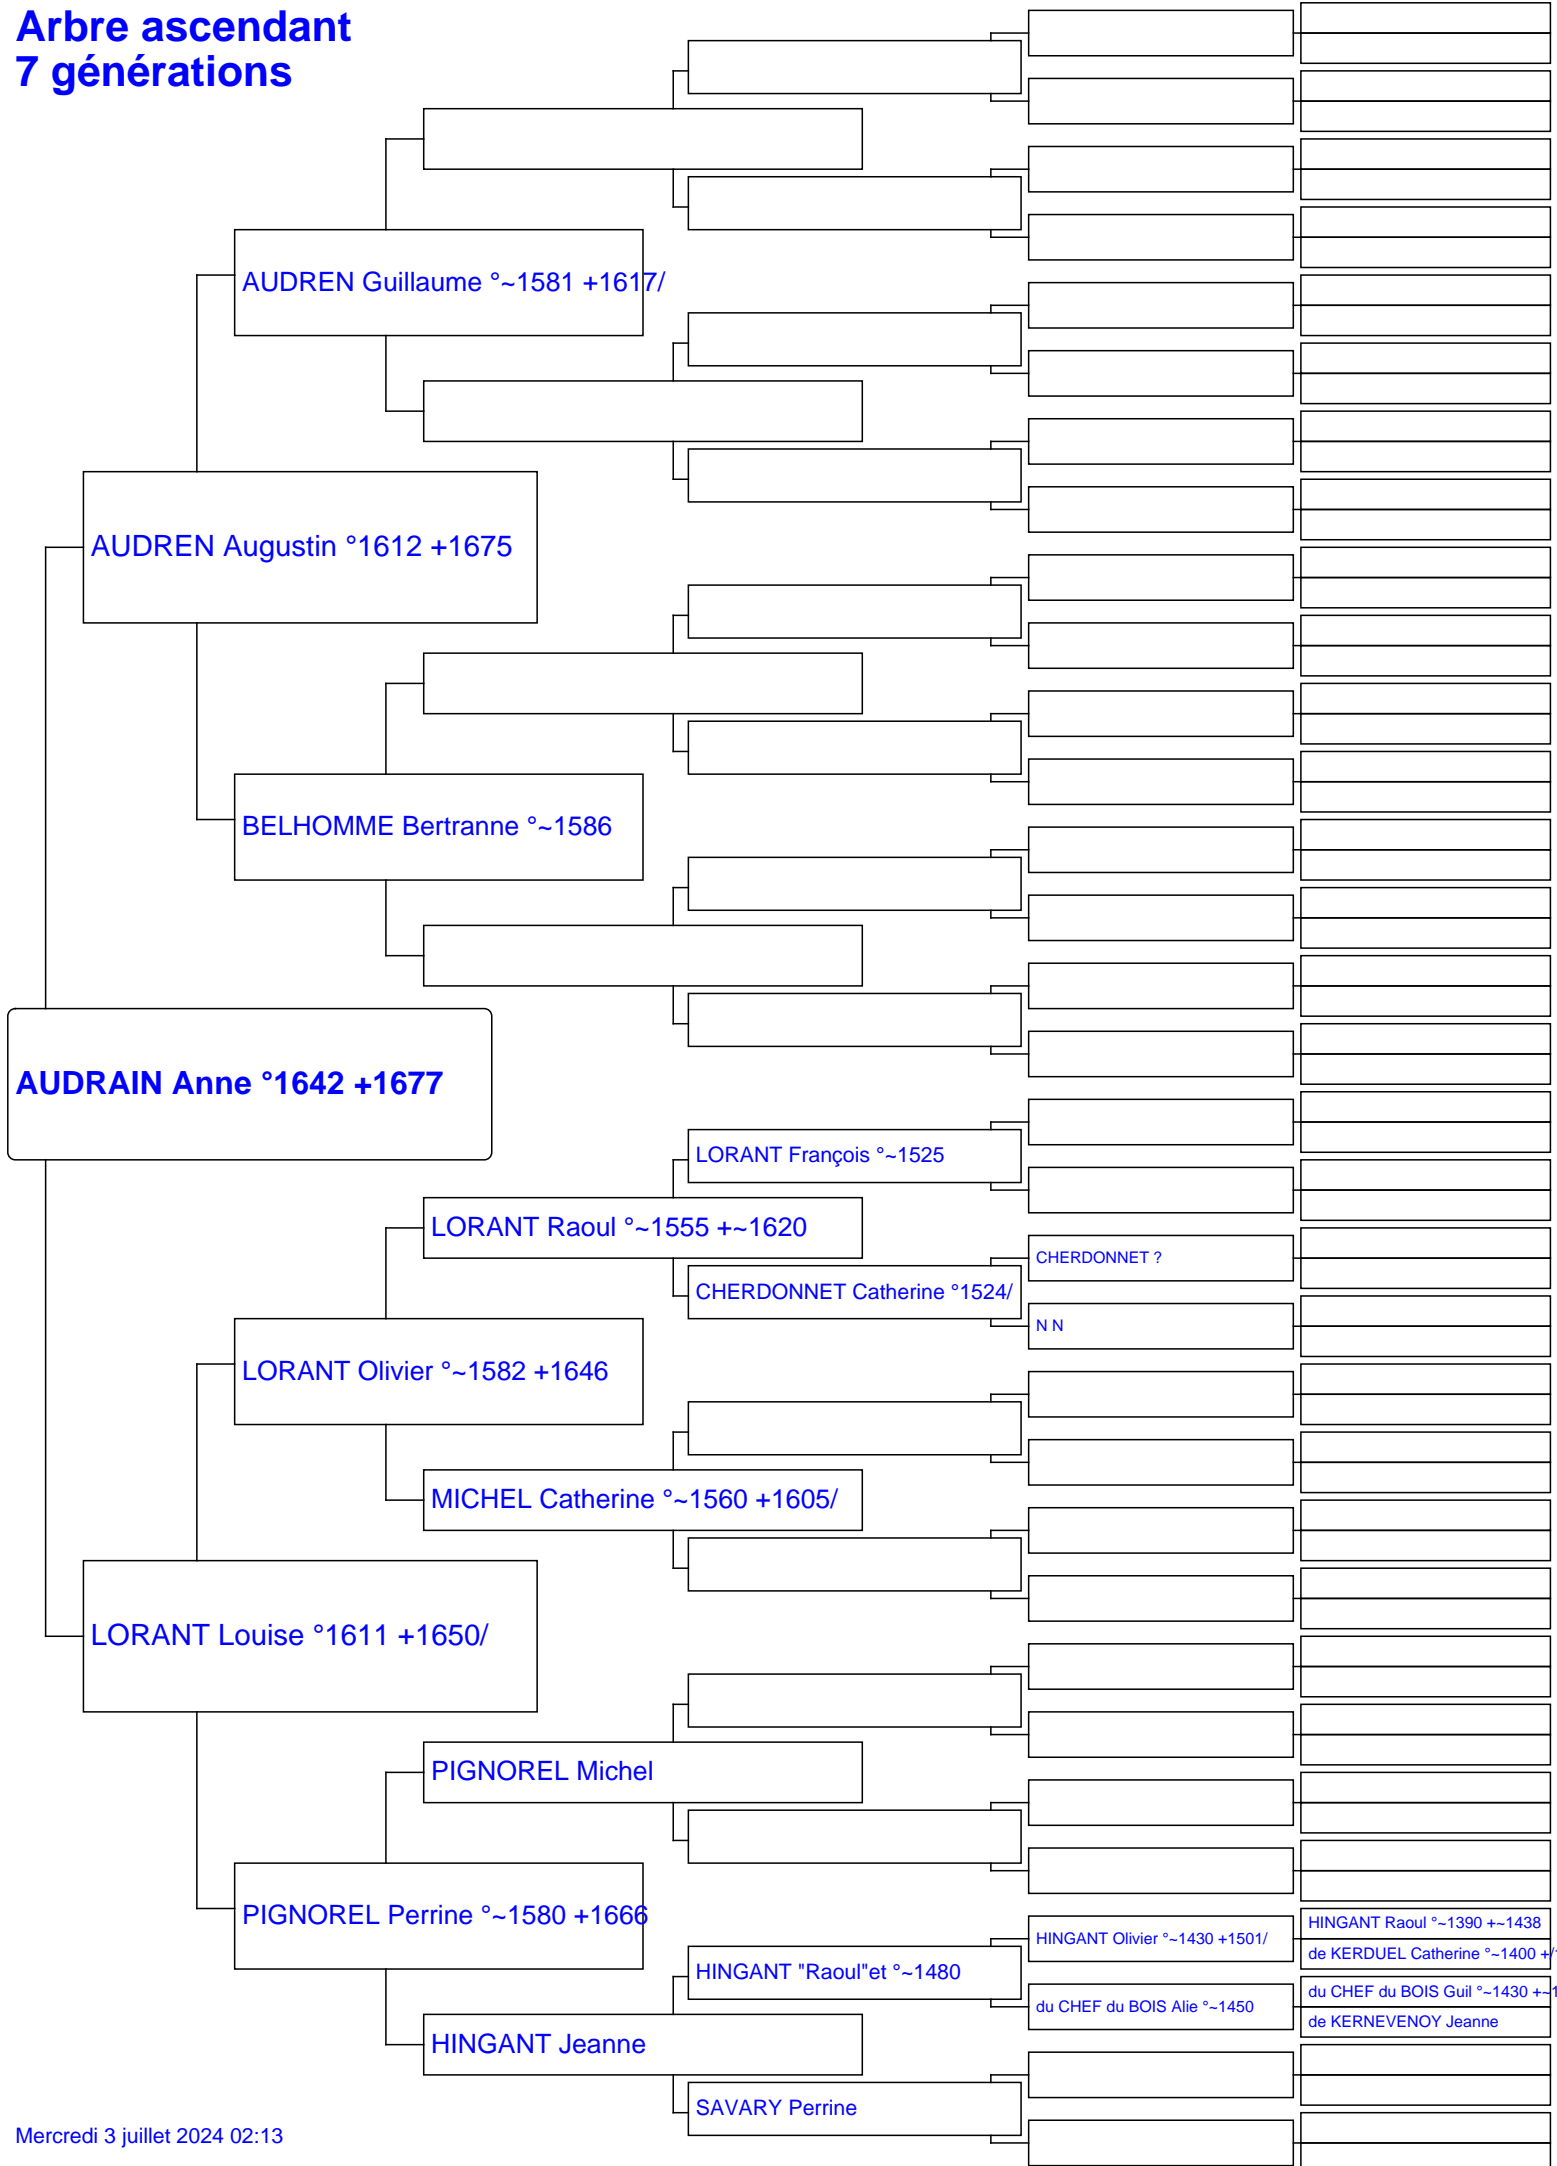 Arbre ascendant
7 générations
AUDREN Guillaume °~1581 +1617/
AUDREN Augustin °1612 +1675
BELHOMME Bertranne °~1586
AUDRAIN Anne °1642 +1677
LORANT François °~1525
LORANT Raoul °~1555 +~1620
CHERDONNET ?
CHERDONNET Catherine °1524/
N N
LORANT Olivier °~1582 +1646
MICHEL Catherine °~1560 +1605/
LORANT Louise °1611 +1650/
PIGNOREL Michel
PIGNOREL Perrine °~1580 +1666
HINGANT Raoul °~1390 +~1438
HINGANT Olivier °~1430 +1501/
de KERDUEL Catherine °~1400 +/
HINGANT "Raoul"et °~1480
du CHEF du BOIS Guil °~1430 +~1
du CHEF du BOIS Alie °~1450
de KERNEVENOY Jeanne
HINGANT Jeanne
SAVARY Perrine
Mercredi 3 juillet 2024 02:13